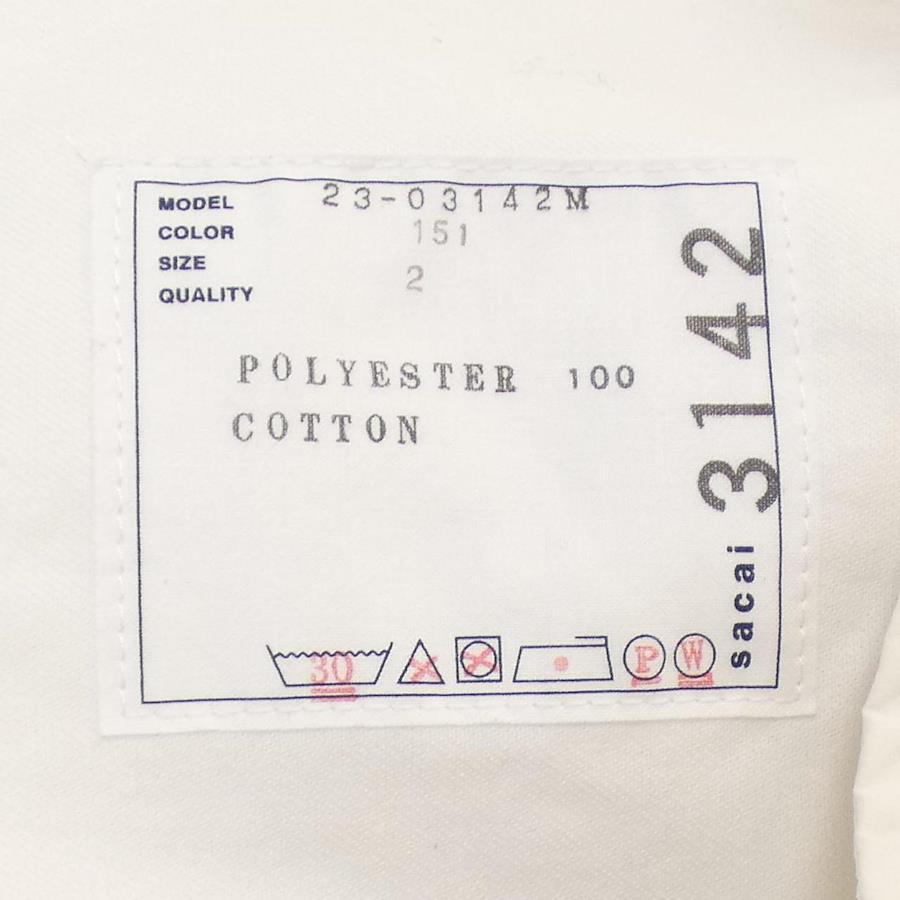 MODEL 23-03142M
COLOR 151
SIZE 2
QUALITY
POLYESTER 100
COTTON
30
P
W
sacai 3142